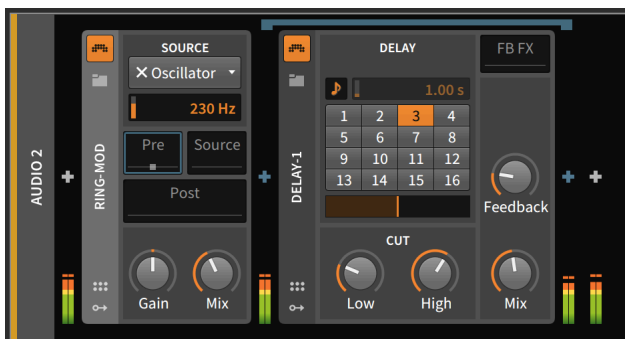 AUDIO 2
RING-MOD
SOURCE
Oscillator
230 Hz
Pre
Source
Post
Gain
Mix
DELAY-1
DELAY
1.00 s
1 2 3 4
5 6 7 8
9 10 11 12
13 14 15 16
CUT
Low
High
FB FX
Feedback
Mix